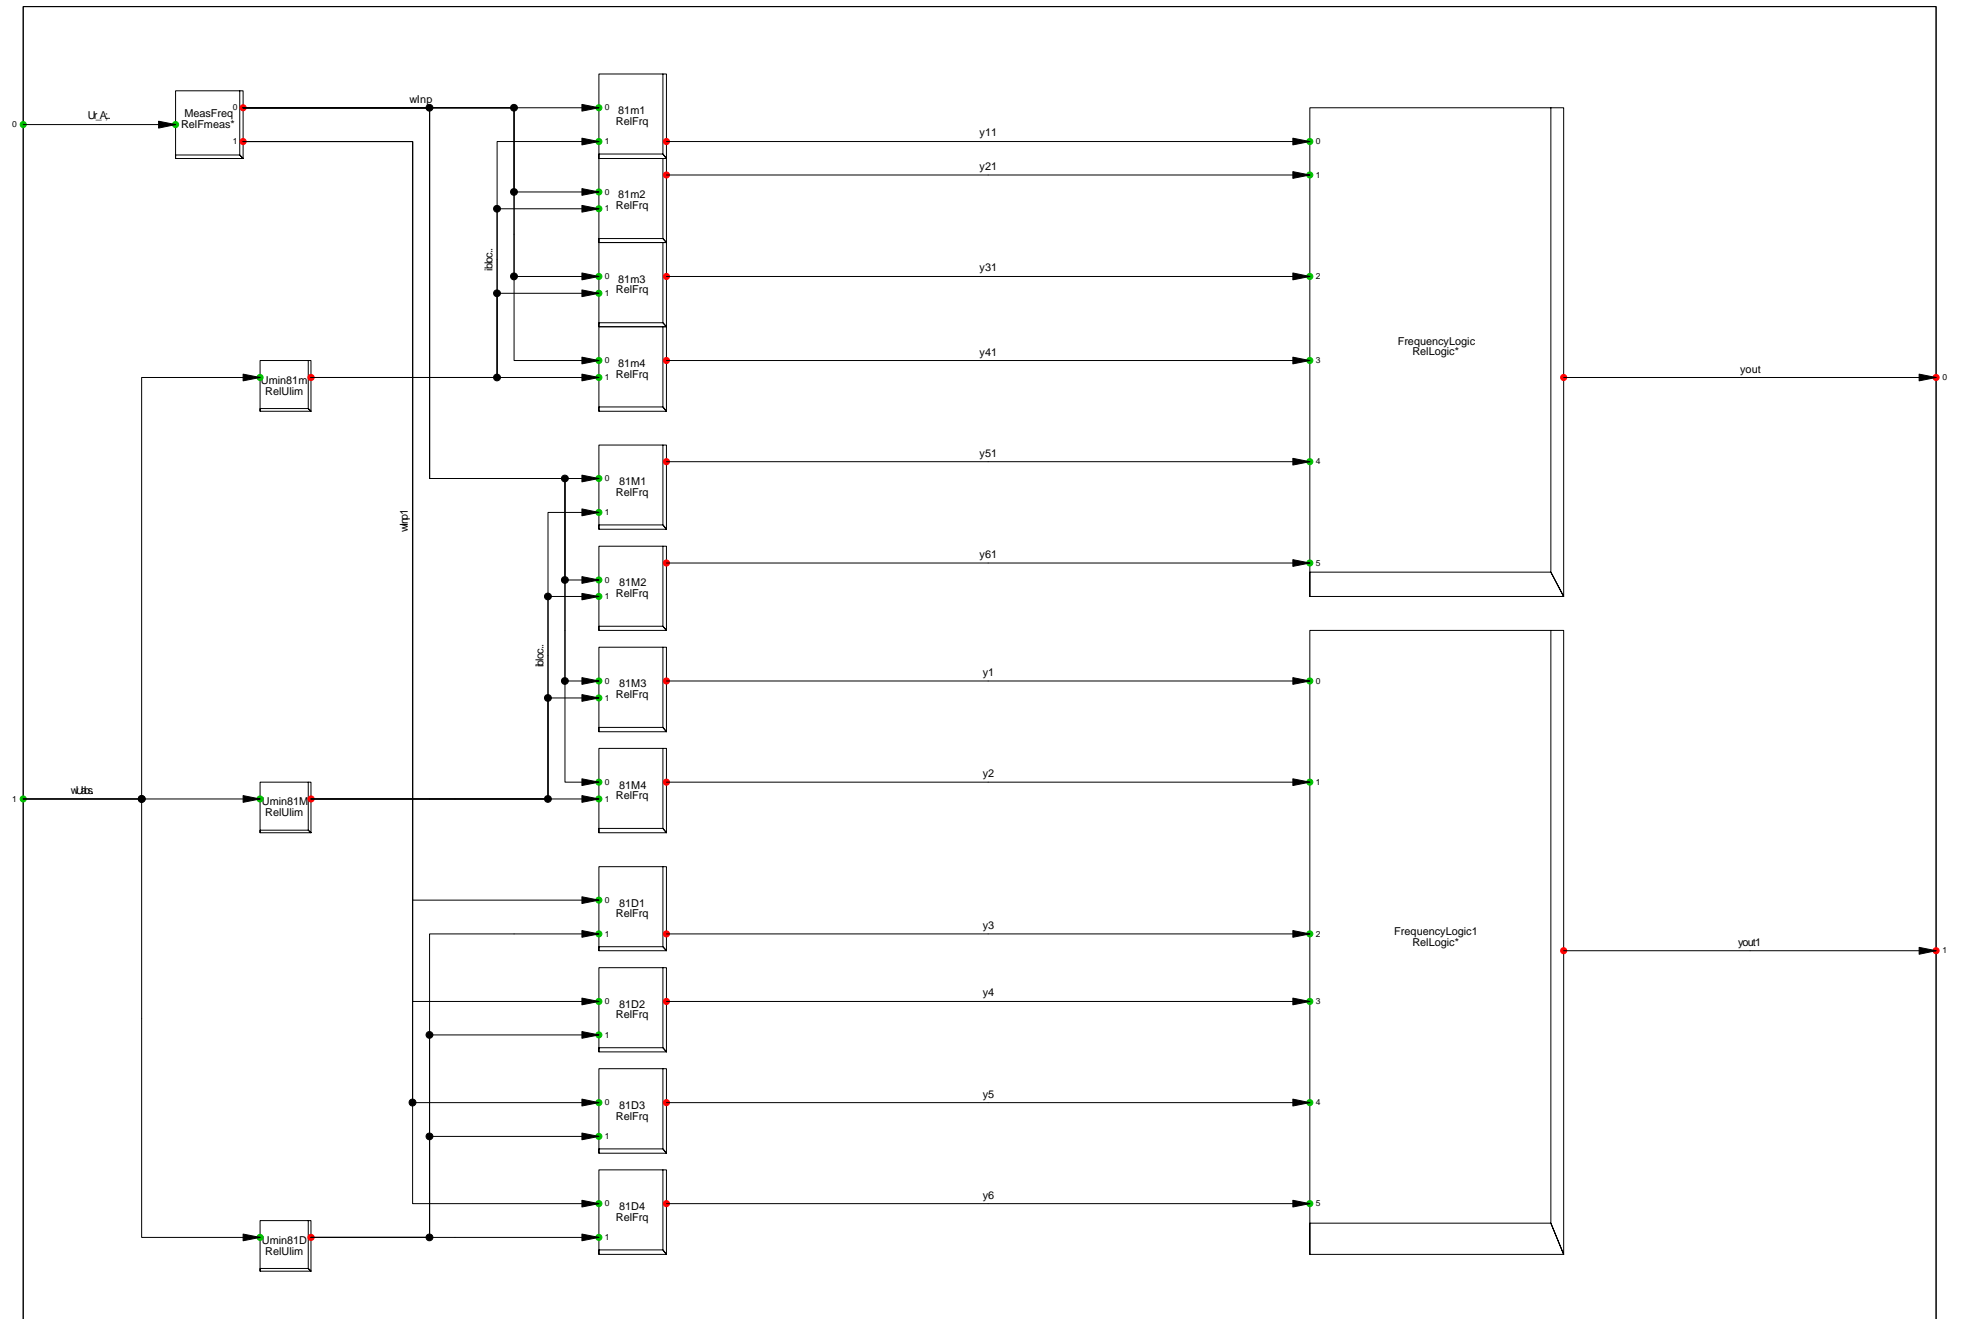 wInp
0
MeasFreq
RelFmeas*
1
0
0
81m1
RelFrq
1
y11
0
y21
1
0
81m2
RelFrq
1
ibloc..
0
81m3
RelFrq
1
y31
2
FrequencyLogic
RelLogic*
0
81m4
RelFrq
1
y41
3
Umin81m
RelUlim
yout
0
0
81M1
RelFrq
1
y51
4
wInp1
0
81M2
RelFrq
1
y61
5
ibloc..
0
81M3
RelFrq
1
y1
0
0
81M4
RelFrq
1
y2
1
1
Umin81M
RelUlim
0
81D1
RelFrq
1
y3
2
FrequencyLogic1
RelLogic*
yout1
1
0
81D2
RelFrq
1
y4
3
0
81D3
RelFrq
1
y5
4
0
81D4
RelFrq
1
y6
5
Umin81D
RelUlim